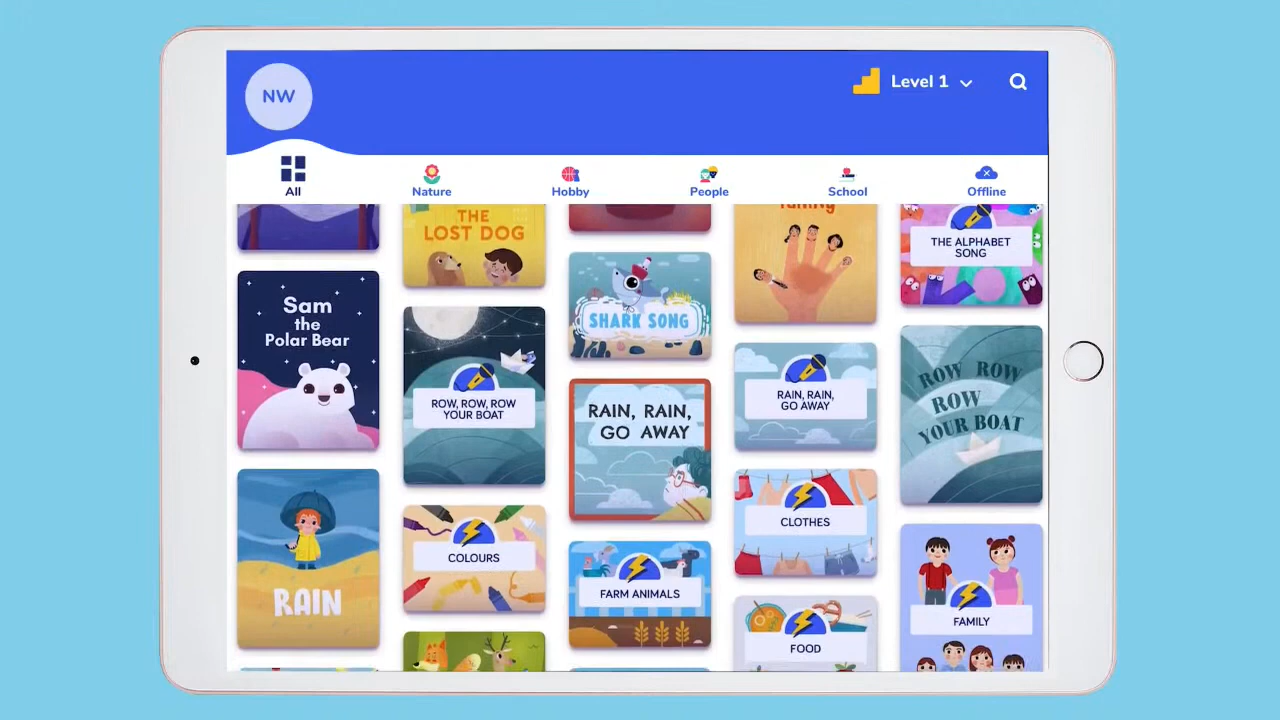 NW
Level 1
All
Nature
Hobby
People
School
Offline
THE
LOST DOG
THE ALPHABET
SONG
Sam
the
Polar Bear
ROW, ROW, ROW
YOUR BOAT
SHARK SONG
RAIN, RAIN,
GO AWAY
RAIN, RAIN,
GO AWAY
ROW ROW
ROW
YOUR BOAT
RAIN
COLOURS
FARM ANIMALS
CLOTHES
FOOD
FAMILY